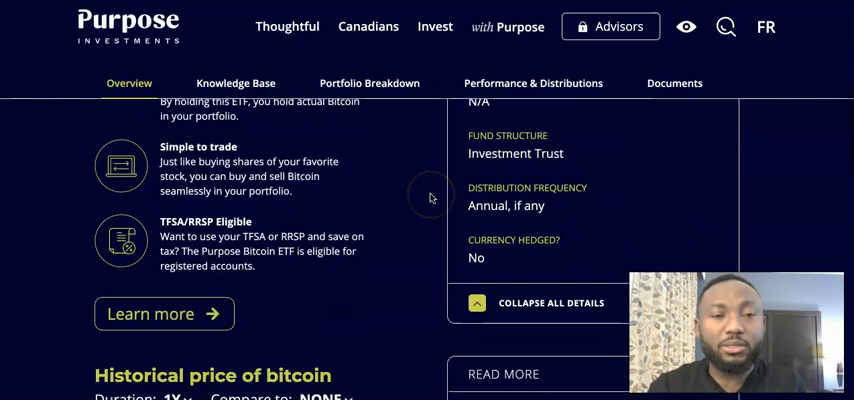 Purpose
INVESTMENTS
Thoughtful
Canadians
Invest
with Purpose
Advisors
FR
Overview
Knowledge Base
Portfolio Breakdown
Performance & Distributions
Documents
By holding this ETF, you hold actual Bitcoin
in your portfolio.
Simple to trade
Just like buying shares of your favorite
stock, you can buy and sell Bitcoin
seamlessly in your portfolio.
TFSA/RRSP Eligible
Want to use your TFSA or RRSP and save on
tax? The Purpose Bitcoin ETF is eligible for
registered accounts.
Learn more
Historical price of bitcoin
Duration: 1Y Compare to: NONE
N/A
FUND STRUCTURE
Investment Trust
DISTRIBUTION FREQUENCY
Annual, if any
CURRENCY HEDGED?
No
COLLAPSE ALL DETAILS
READ MORE